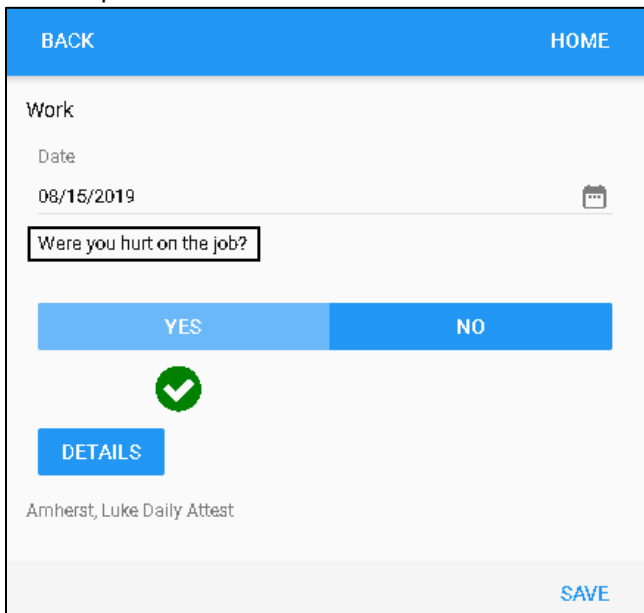 BACK HOME
Work
Date
08/15/2019
Were you hurt on the job?
YES NO
DETAILS
Amherst, Luke Daily Attest
SAVE